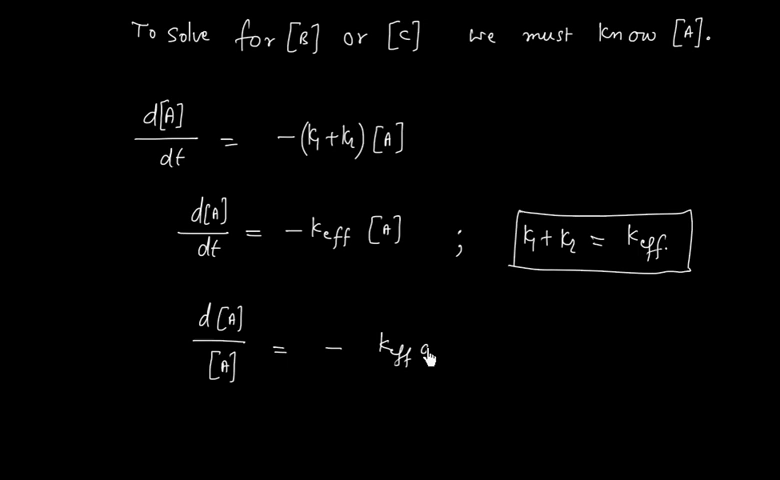 To solve for [B] or [C] we must know [A].
d[A]/dt = -(k₁+k₂)[A]
d[A]/dt = -keff [A] ; k₁+k₂ = keff.
d[A]/[A] = - keff